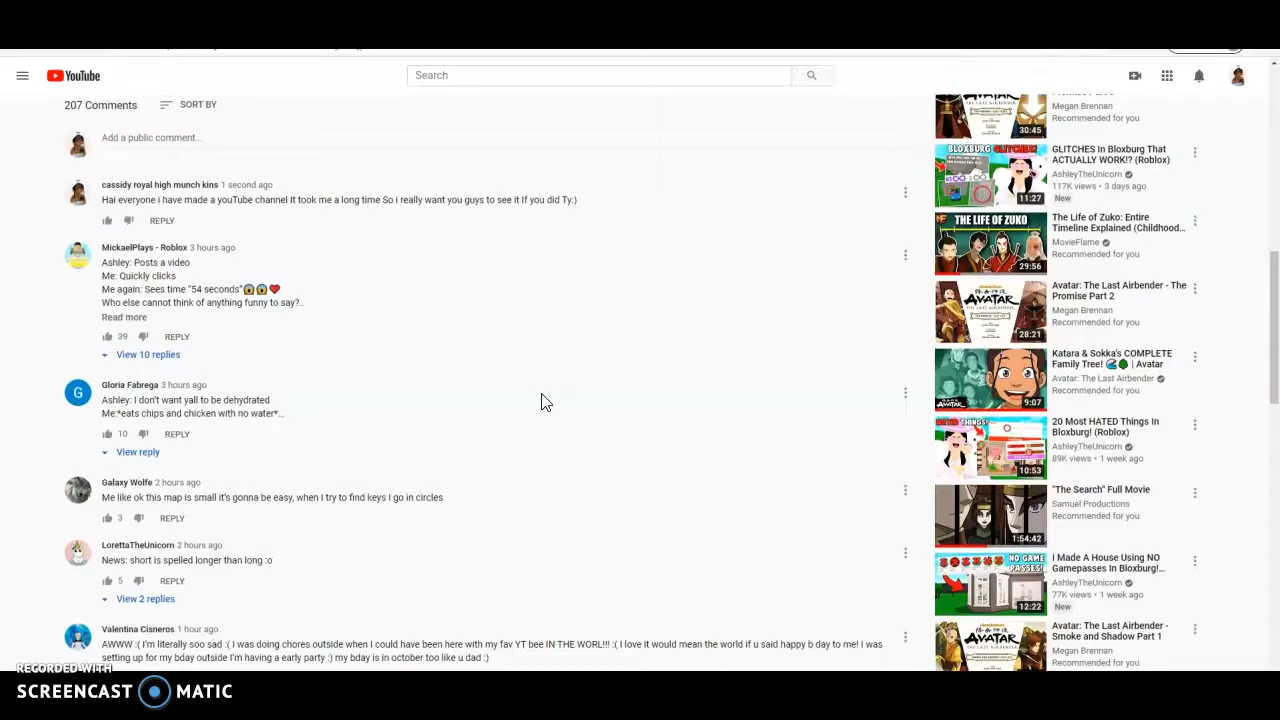 YouTube
Search
207 Comments
SORT BY
Add a public comment...
cassidy royal high munch kins 1 second ago
Hai everyone i have made a youTube channel It took me a long time So i really want you guys to see it If you did Ty:)
REPLY
MickaelPlays - Roblox 3 hours ago
Ashley: Posts a video
Me: Quickly clicks
Me again: Sees time "54 seconds"😱😱❤️
Who else cannot think of anything funny to say?..
Read more
39 REPLY
View 10 replies
G
Gloria Fabrega 3 hours ago
Ashley: I don't want yall to be dehydrated
Me:*eats chips and chicken with no water*...
10 REPLY
View reply
Galaxy Wolfe 2 hours ago
Me like ok this map is small it's gonna be easy, when I try to find keys I go in circles
3 REPLY
LorettaTheUnicorn 2 hours ago
News: short is spelled longer than long :o
5 REPLY
View 2 replies
Valentina Cisneros 1 hour ago
AWWW :( I'm literally soo sad :( I was doing chores outside when I could have been here with my fav YT bee IN THE WORL!!! :( I love it would mean the world if u said happy b day to me! I was
setting up for my bday outside I'm having a early party :) my bday is in october too like u dad :)
AVATAR
30:45
Megan Brennan
Recommended for you
BLOXBURG GLITCHES!
11:27
GLITCHES In Bloxburg That
ACTUALLY WORK!? (Roblox)
AshleyTheUnicorn
117K views • 3 days ago
New
THE LIFE OF ZUKO
29:56
The Life of Zuko: Entire
Timeline Explained (Childhood...
MovieFlame
Recommended for you
AVATAR
28:21
Avatar: The Last Airbender - The
Promise Part 2
Megan Brennan
Recommended for you
AVATAR
9:07
Katara & Sokka's COMPLETE
Family Tree! 🌊🌳 | Avatar
Avatar: The Last Airbender
Recommended for you
THINGS!
10:53
20 Most HATED Things In
Bloxburg! (Roblox)
AshleyTheUnicorn
89K views • 1 week ago
1:54:42
"The Search" Full Movie
Samuel Productions
Recommended for you
NO GAME
PASSES!
12:22
I Made A House Using NO
Gamepasses In Bloxburg!...
AshleyTheUnicorn
77K views • 1 week ago
New
AVATAR
Avatar: The Last Airbender -
Smoke and Shadow Part 1
Megan Brennan
Recommended for you
RECORDED WITH
SCREENCAST MATIC